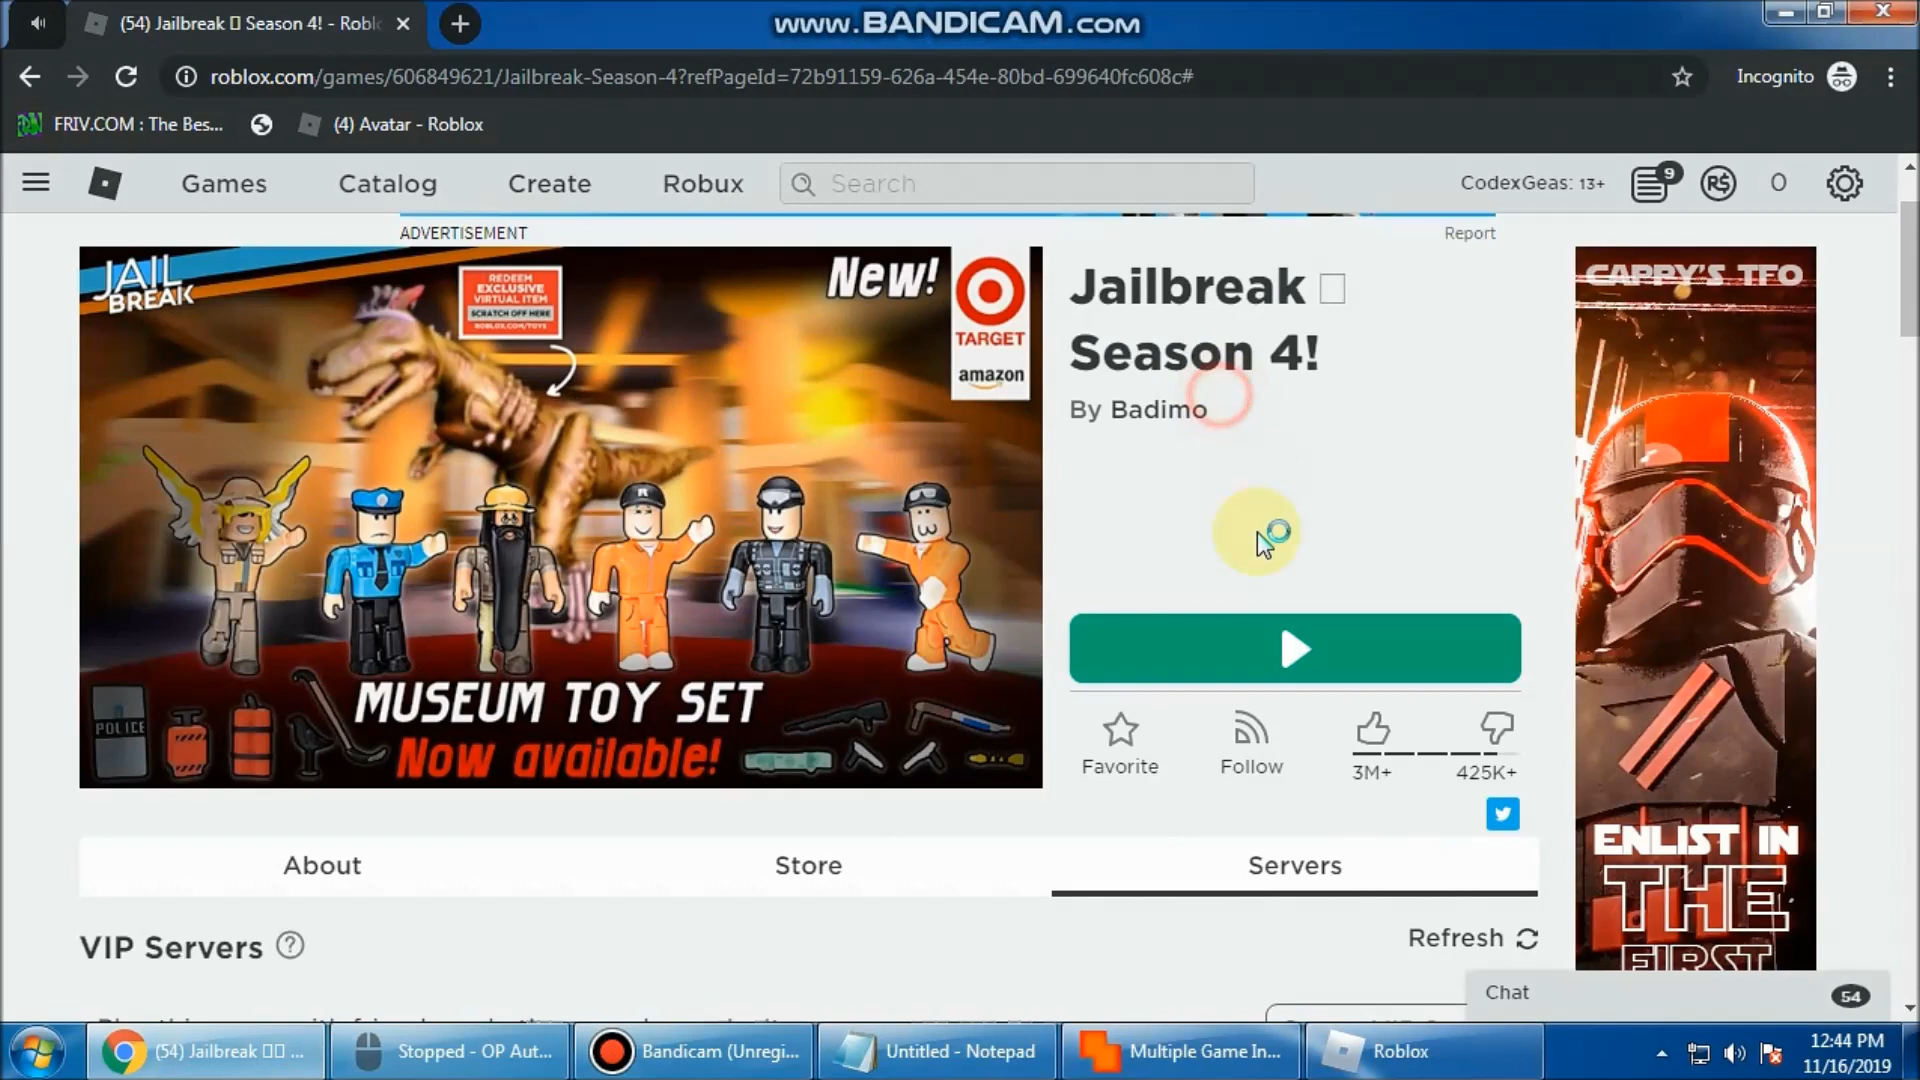 (54) Jailbreak □ Season 4! - Roblo
www.BANDICAM.com
roblox.com/games/606849621/Jailbreak-Season-4?refPageId=72b91159-626a-454e-80bd-699640fc608c#
Incognito
FRIV.COM : The Bes...
(4) Avatar - Roblox
Games
Catalog
Create
Robux
Search
CodexGeas: 13+
9
R$
0
ADVERTISEMENT
Report
JAIL
BREAK
REDEEM
EXCLUSIVE
VIRTUAL ITEM
SCRATCH OFF HERE
ROBLOX.COM/TOYS
New!
TARGET
amazon
POLICE
MUSEUM TOY SET
Now available!
Jailbreak □
Season 4!
By Badimo
Favorite
Follow
3M+
425K+
CAPPY'S TFO
ENLIST IN
THE
FIRST
About
Store
Servers
VIP Servers
Refresh
Chat
54
(54) Jailbreak □□ ...
Stopped - OP Aut...
Bandicam (Unregi...
Untitled - Notepad
Multiple Game In...
Roblox
12:44 PM
11/16/2019